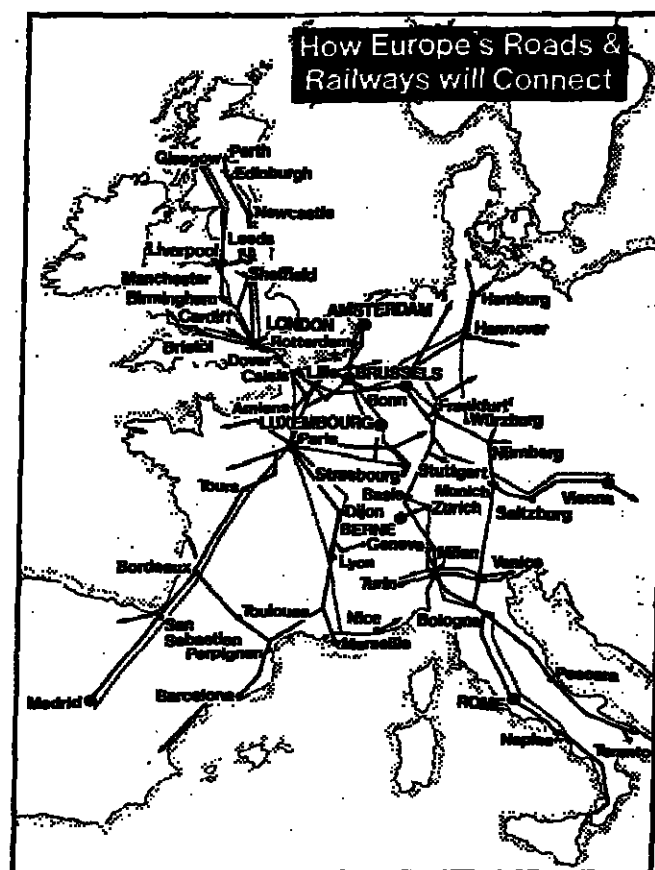 How Europe's Roads &
Railways will Connect
Perth
Glasgow
Edinburgh
Newcastle
Leeds
Liverpool
Sheffield
Manchester
Birmingham
Cardiff
LONDON
AMSTERDAM
Hamburg
Hannover
Bristol
Rotterdam
Dover
Calais
Lille
BRUSSELS
Bonn
Amiens
Frankfurt
Würzburg
LUXEMBOURG
Paris
Nürnberg
Strasbourg
Stuttgart
Tours
Basle
Munich
Vienna
Dijon
Zurich
Salzburg
BERNE
Geneva
Milan
Venice
Lyon
Bordeaux
Turin
Toulouse
Nice
Bologna
San
Sebastian
Marseille
Perpignan
Pescara
Madrid
Barcelona
ROME
Naples
Taranto